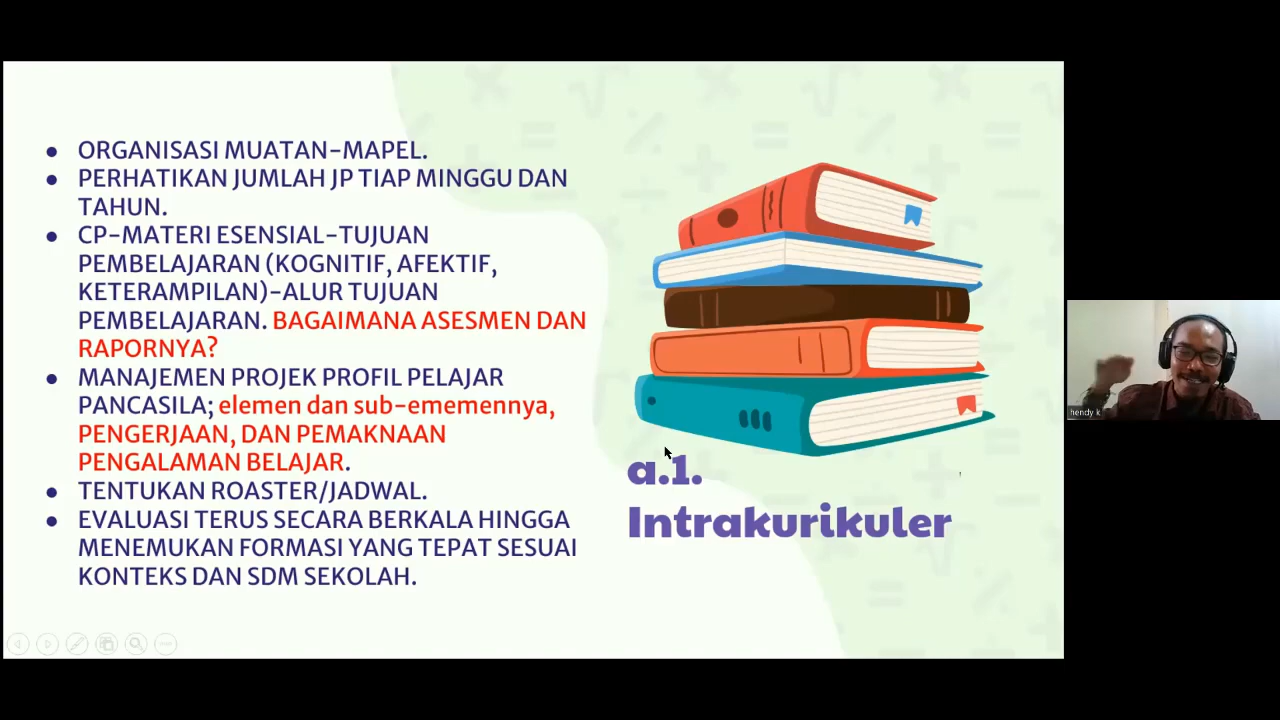 ORGANISASI MUATAN-MAPEL.
PERHATIKAN JUMLAH JP TIAP MINGGU DAN
TAHUN.
CP-MATERI ESENSIAL-TUJUAN
PEMBELAJARAN (KOGNITIF, AFEKTIF,
KETERAMPILAN)-ALUR TUJUAN
PEMBELAJARAN. BAGAIMANA ASESMEN DAN
RAPORNYA?
MANAJEMEN PROJEK PROFIL PELAJAR
PANCASILA; elemen dan sub-ememennya,
PENGERJAAN, DAN PEMAKNAAN
PENGALAMAN BELAJAR.
TENTUKAN ROASTER/JADWAL.
EVALUASI TERUS SECARA BERKALA HINGGA
MENEMUKAN FORMASI YANG TEPAT SESUAI
KONTEKS DAN SDM SEKOLAH.
a.1.
Intrakurikuler
hendy k